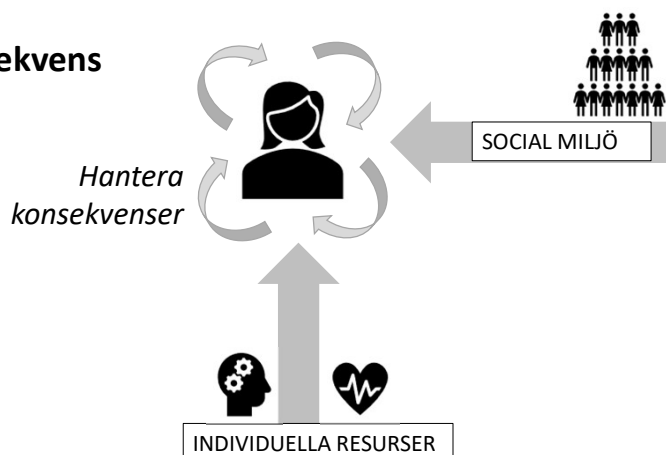 ekvens
SOCIAL MILJÖ
Hantera
konsekvenser
INDIVIDUELLA RESURSER